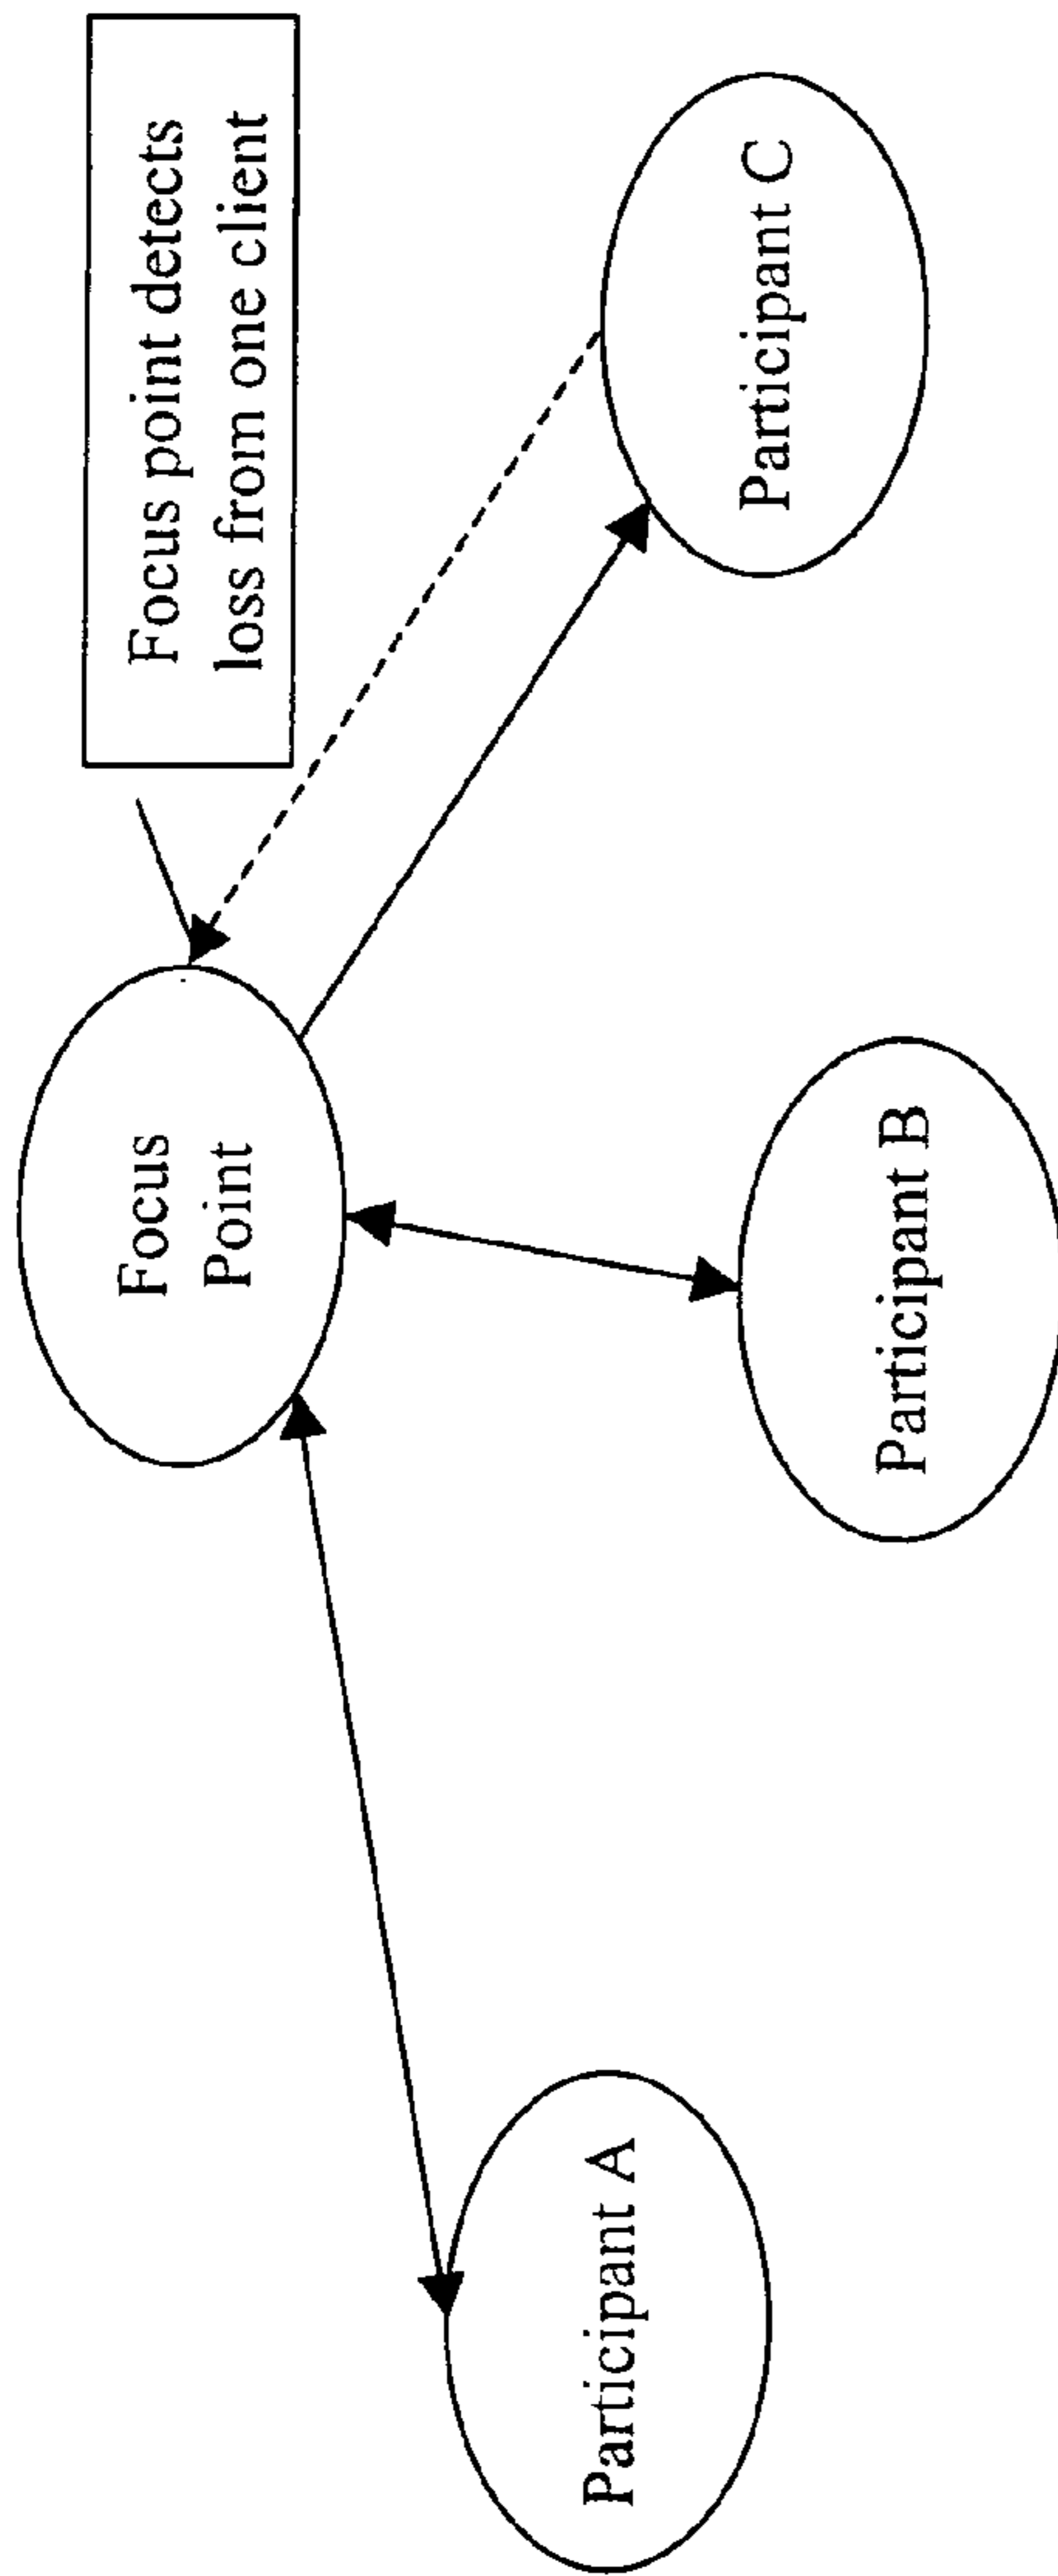 Focus point detects
loss from one client
Focus
Point
Participant A
Participant B
Participant C